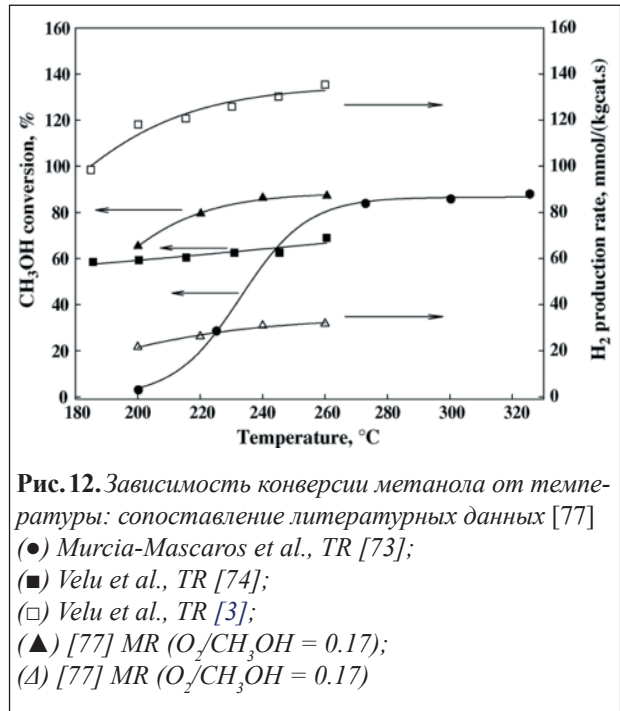 160
140
120
100
80
60
40
20
0
CH₃OH conversion, %
160
140
120
100
80
60
40
20
0
H₂ production rate, mmol/(kgcat.s)
180 200 220 240 260 280 300 320
Temperature, °C
Рис.12. Зависимость конверсии метанола от темпе-
ратуры: сопоставление литературных данных [77]
(●) Murcia-Mascaros et al., TR [73];
(■) Velu et al., TR [74];
(□) Velu et al., TR [3];
(▲) [77] MR (O₂/CH₃OH = 0.17);
(Δ) [77] MR (O₂/CH₃OH = 0.17)